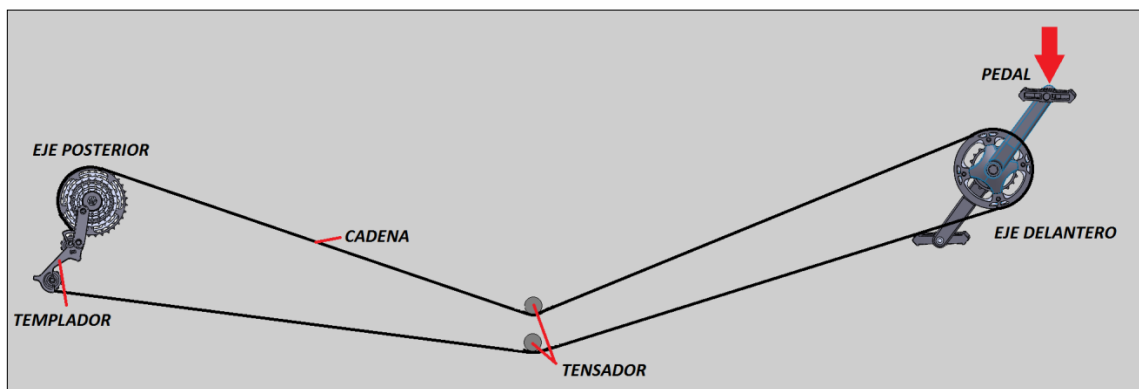 PEDAL
EJE POSTERIOR
CADENA
EJE DELANTERO
TEMPLADOR
TENSADOR